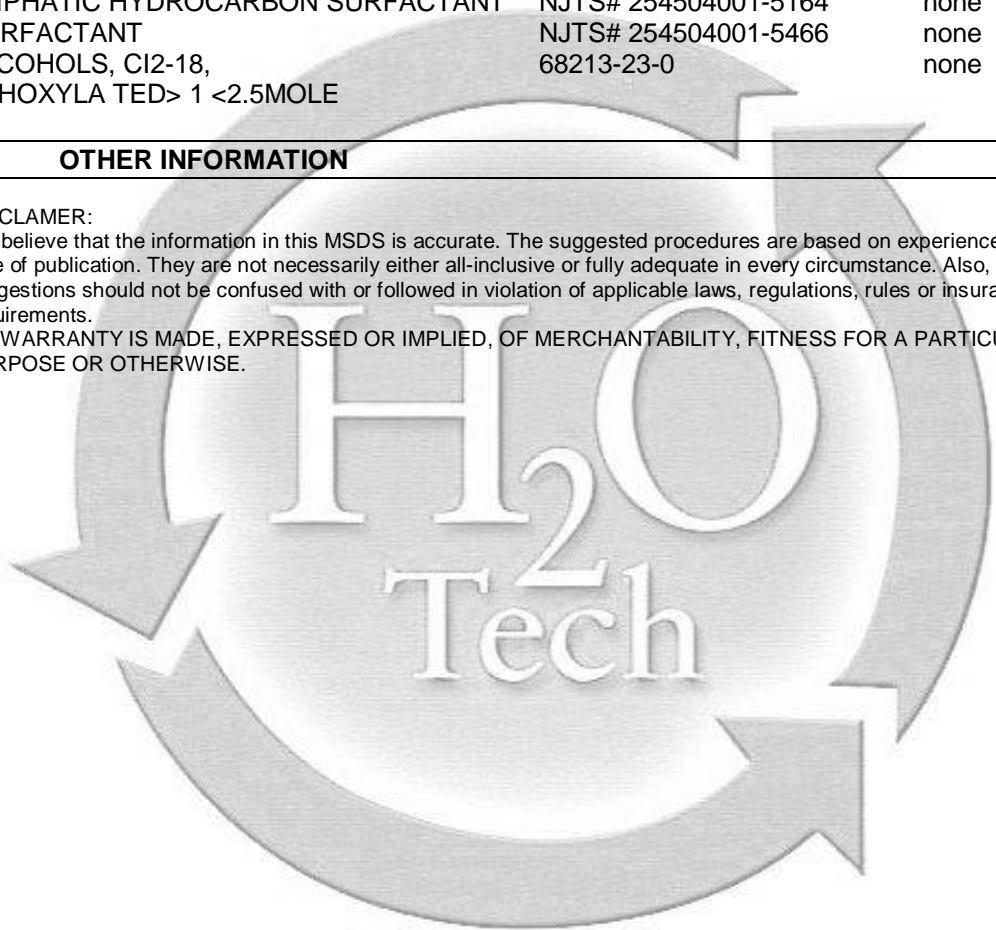 IPHATIC HYDROCARBON SURFACTANT NJTS# 254504001-5164 none
RFACTANT NJTS# 254504001-5466 none
COHOLS, CI2-18, 68213-23-0 none
HOXYLA TED> 1 <2.5MOLE
OTHER INFORMATION
CLAMER:
believe that the information in this MSDS is accurate. The suggested procedures are based on experience
e of publication. They are not necessarily either all-inclusive or fully adequate in every circumstance. Also,
gestions should not be confused with or followed in violation of applicable laws, regulations, rules or insura
uirements.
WARRANTY IS MADE, EXPRESSED OR IMPLIED, OF MERCHANTABILITY, FITNESS FOR A PARTICU
RPOSE OR OTHERWISE.
H2O
Tech